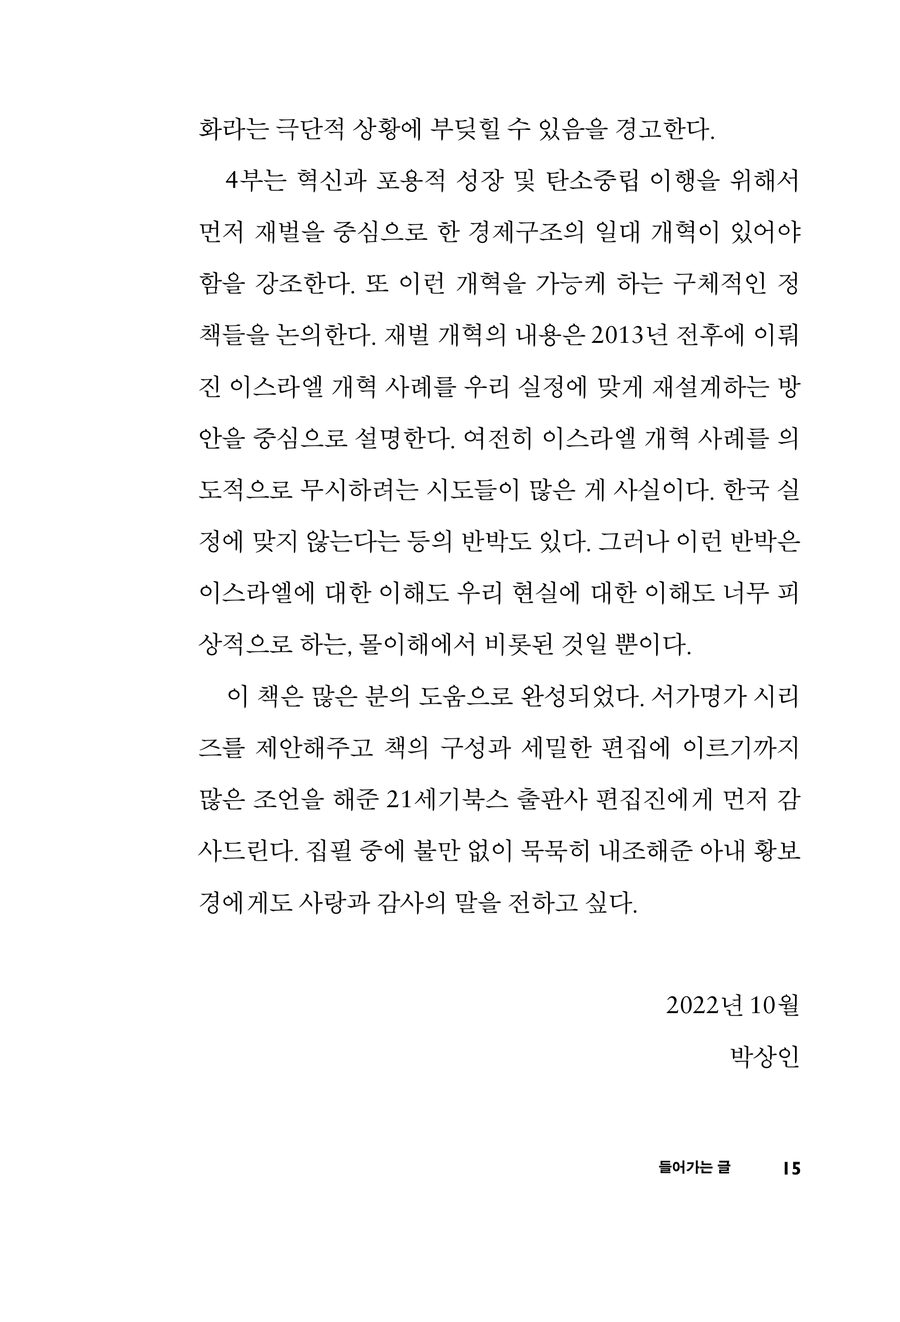 화라는 극단적 상황에 부딪힐 수 있음을 경고한다.
4부는 혁신과 포용적 성장 및 탄소중립 이행을 위해서
먼저 재벌을 중심으로 한 경제구조의 일대 개혁이 있어야
함을 강조한다. 또 이런 개혁을 가능케 하는 구체적인 정
책들을 논의한다. 재벌 개혁의 내용은 2013년 전후에 이뤄
진 이스라엘 개혁 사례를 우리 실정에 맞게 재설계하는 방
안을 중심으로 설명한다. 여전히 이스라엘 개혁 사례를 의
도적으로 무시하려는 시도들이 많은 게 사실이다. 한국 실
정에 맞지 않는다는 등의 반박도 있다. 그러나 이런 반박은
이스라엘에 대한 이해도 우리 현실에 대한 이해도 너무 피
상적으로 하는, 몰이해에서 비롯된 것일 뿐이다.
이 책은 많은 분의 도움으로 완성되었다. 서가명가 시리
즈를 제안해주고 책의 구성과 세밀한 편집에 이르기까지
많은 조언을 해준 21세기북스 출판사 편집진에게 먼저 감
사드린다. 집필 중에 불만 없이 묵묵히 내조해준 아내 황보
경에게도 사랑과 감사의 말을 전하고 싶다.
2022년 10월
박상인
들어가는 글 15